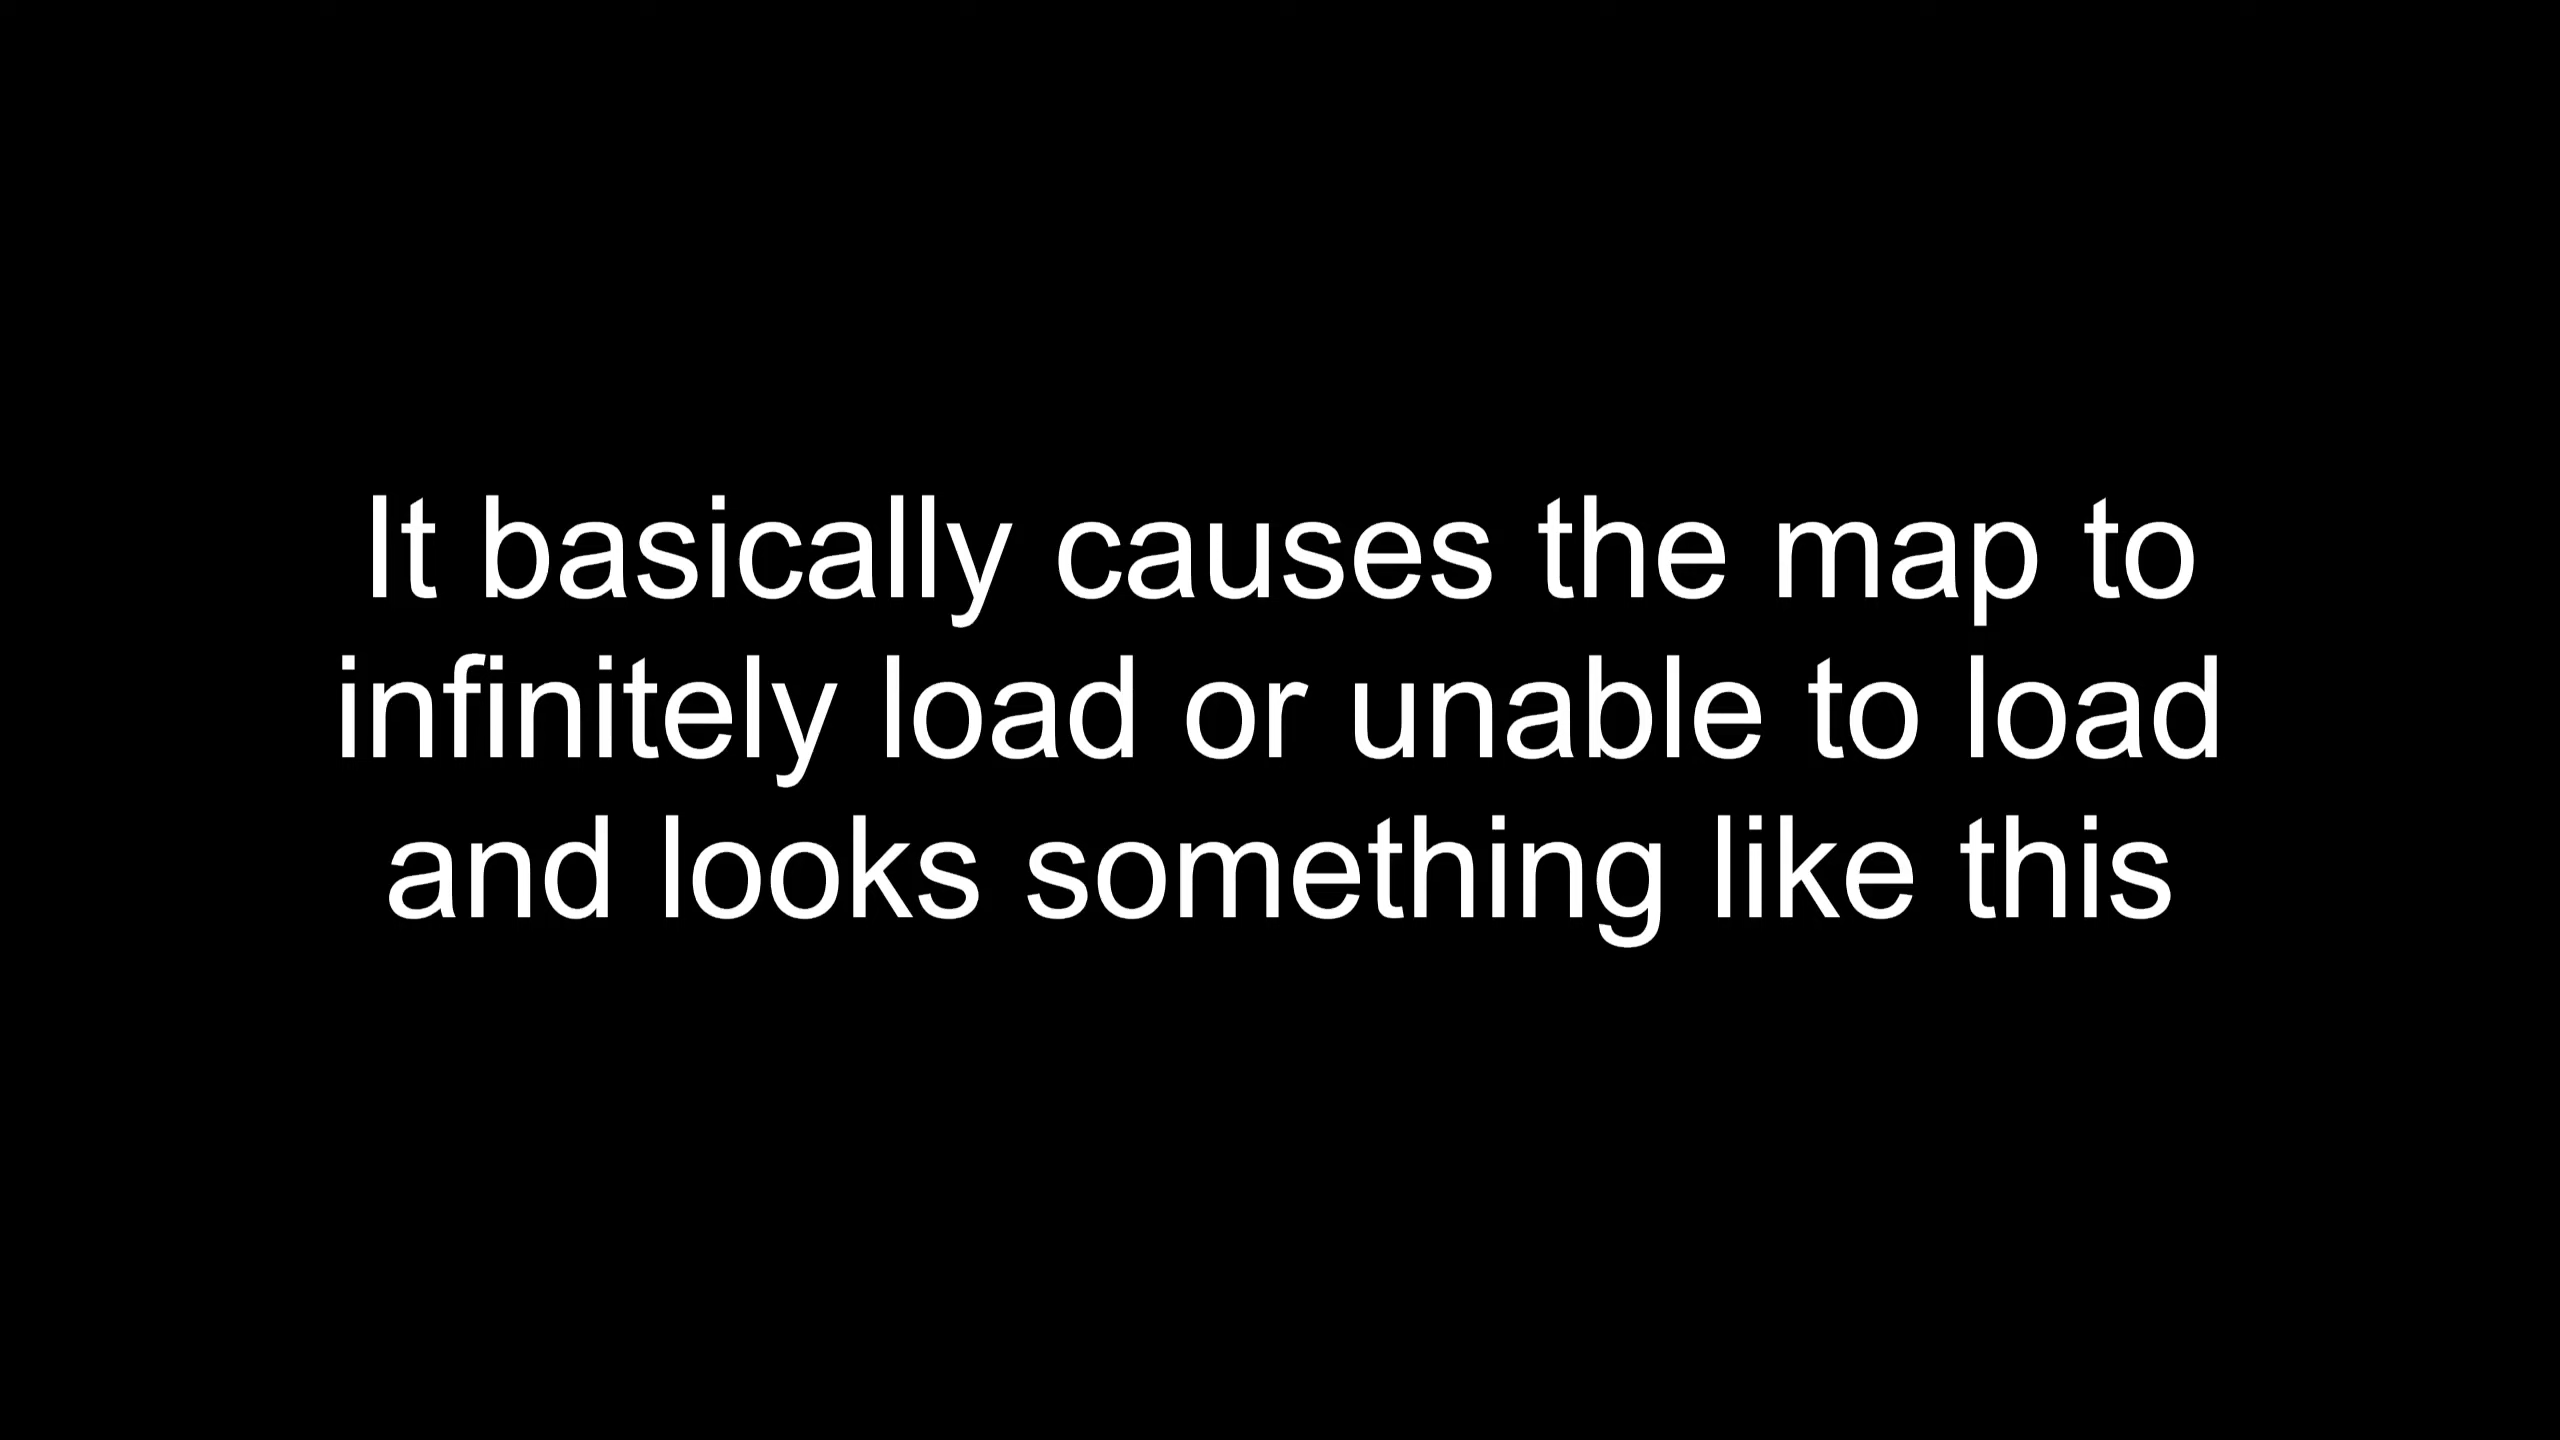 It basically causes the map to
infinitely load or unable to load
and looks something like this